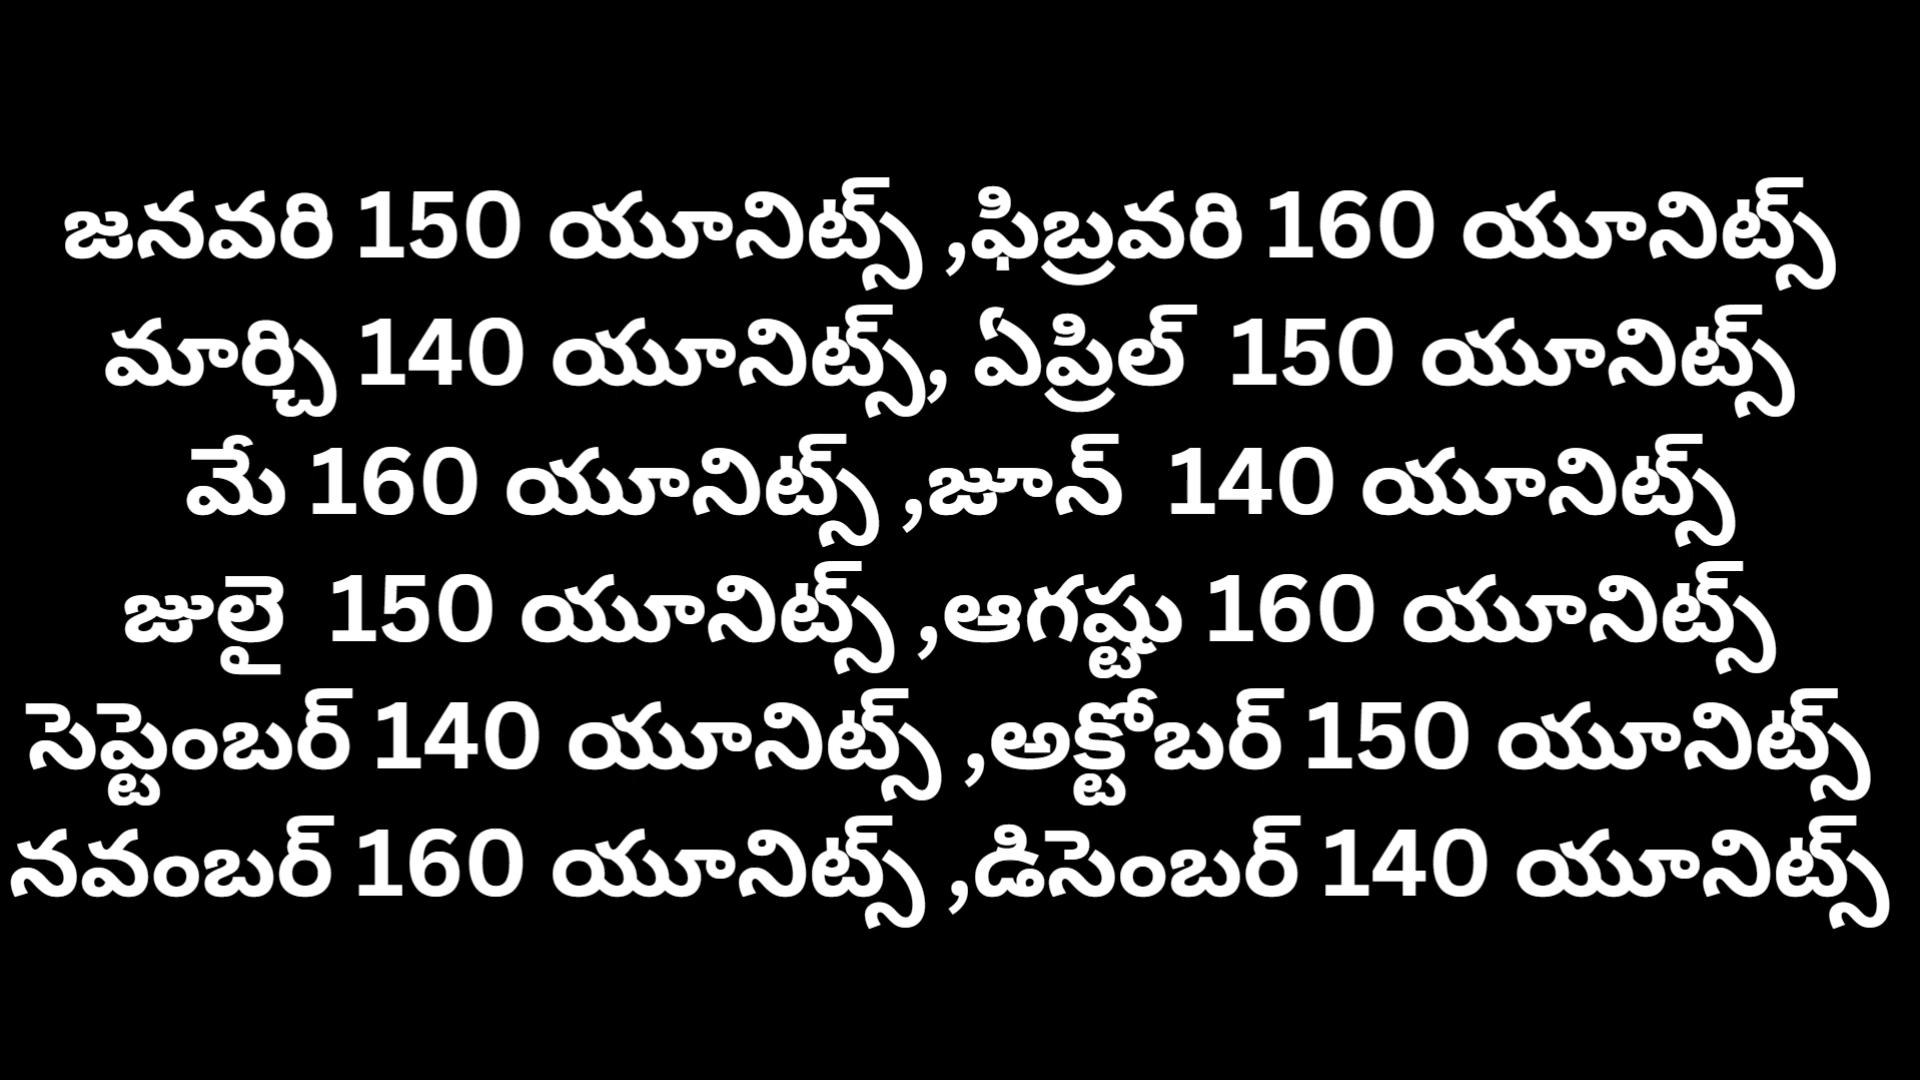 జనవరి 150 యూనిట్స్ ,ఫిబ్రవరి 160 యూనిట్స్
మార్చి 140 యూనిట్స్, ఏప్రిల్ 150 యూనిట్స్
మే 160 యూనిట్స్ ,జూన్ 140 యూనిట్స్
జులై 150 యూనిట్స్ ,ఆగష్టు 160 యూనిట్స్
సెప్టెంబర్ 140 యూనిట్స్ ,అక్టోబర్ 150 యూనిట్స్
నవంబర్ 160 యూనిట్స్ ,డిసెంబర్ 140 యూనిట్స్